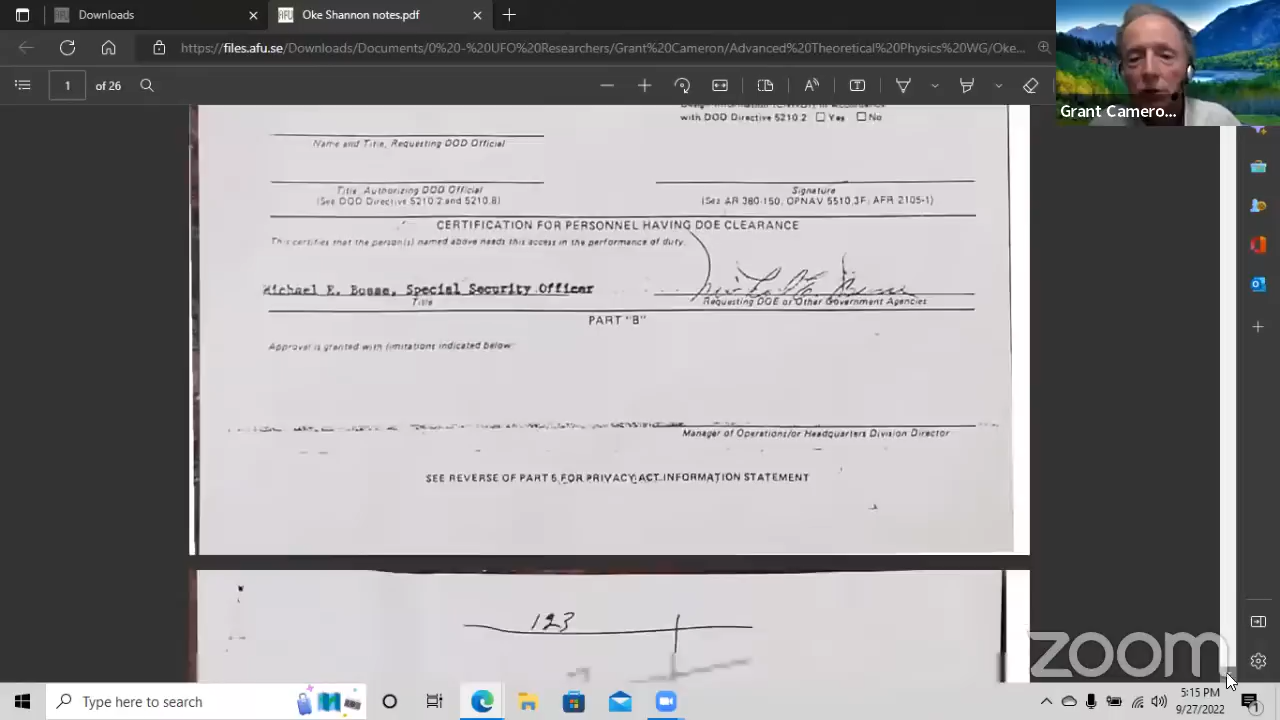 Downloads
Oke Shannon notes.pdf
https://files.afu.se/Downloads/Documents/0%20-%20UFO%20Researchers/Grant%20Cameron/Advanced%20Theoretical%20Physics%20WG/Oke...
1 of 26
Grant Camero...
with DOD Directive 5210.2 Yes No
Name and Title, Requesting DOD Official
Title, Authorizing DOD Official
(See DOD Directive 5210.2 and 5210.8)
Signature
(See AR 380-150, OPNAV 5510.3F, AFR 2105-1)
CERTIFICATION FOR PERSONNEL HAVING DOE CLEARANCE
This certifies that the person(s) named above needs this access in the performance of duty.
Michael E. Bosse, Special Security Officer
Title
Requesting DOE or Other Government Agencies
PART "B"
Approval is granted with limitations indicated below:
Manager of Operations/or Headquarters Division Director
SEE REVERSE OF PART 5 FOR PRIVACY ACT INFORMATION STATEMENT
123
zoom
Type here to search
5:15 PM
9/27/2022
1